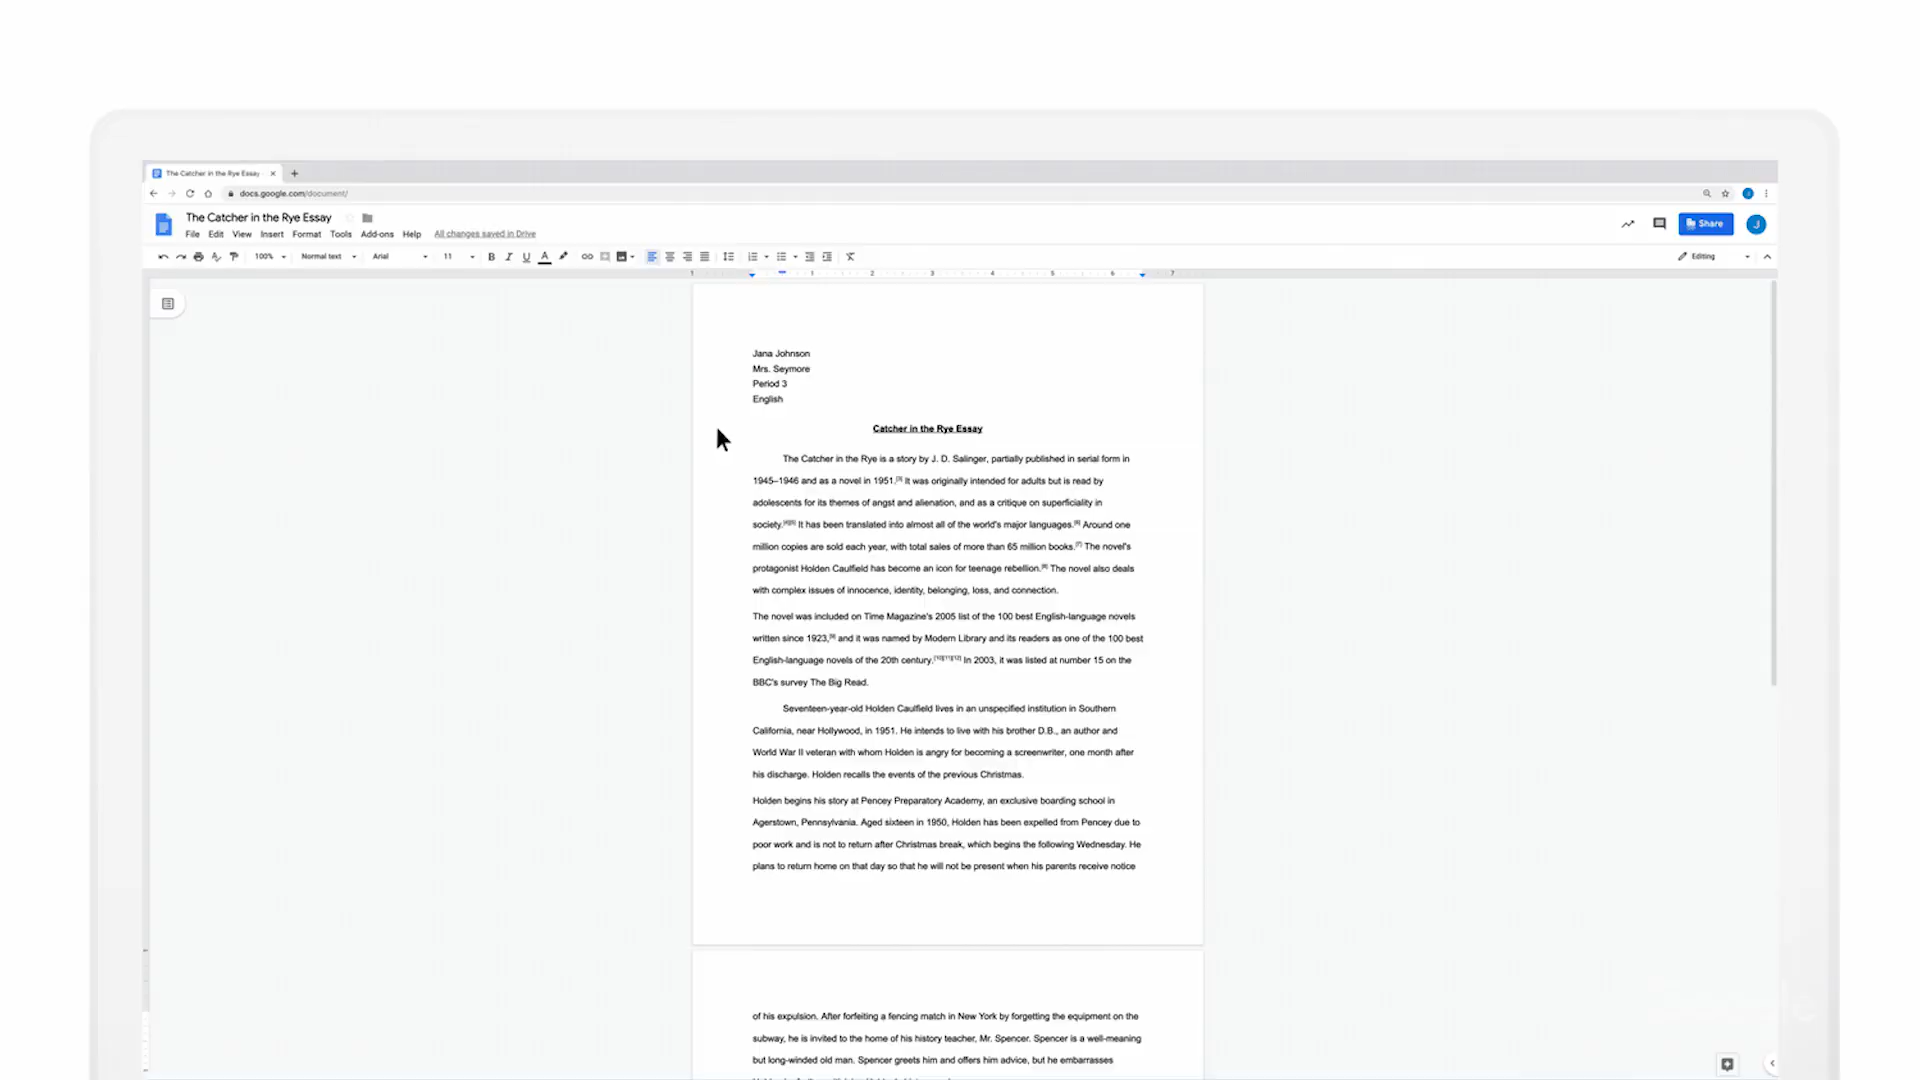 The Catcher in the Rye Essay
docs.google.com/document/
The Catcher in the Rye Essay
File Edit View Insert Format Tools Add-ons Help All changes saved in Drive
Share
J
100% Normal text Arial 11 B I U A
Editing
1 1 2 3 4 5 6 7
Jana Johnson
Mrs. Seymore
Period 3
English
Catcher in the Rye Essay
The Catcher in the Rye is a story by J. D. Salinger, partially published in serial form in
1945–1946 and as a novel in 1951.[3] It was originally intended for adults but is read by
adolescents for its themes of angst and alienation, and as a critique on superficiality in
society.[4][5] It has been translated into almost all of the world's major languages.[6] Around one
million copies are sold each year, with total sales of more than 65 million books.[7] The novel's
protagonist Holden Caulfield has become an icon for teenage rebellion.[8] The novel also deals
with complex issues of innocence, identity, belonging, loss, and connection.
The novel was included on Time Magazine's 2005 list of the 100 best English-language novels
written since 1923,[9] and it was named by Modern Library and its readers as one of the 100 best
English-language novels of the 20th century.[10][11][12] In 2003, it was listed at number 15 on the
BBC's survey The Big Read.
Seventeen-year-old Holden Caulfield lives in an unspecified institution in Southern
California, near Hollywood, in 1951. He intends to live with his brother D.B., an author and
World War II veteran with whom Holden is angry for becoming a screenwriter, one month after
his discharge. Holden recalls the events of the previous Christmas.
Holden begins his story at Pencey Preparatory Academy, an exclusive boarding school in
Agerstown, Pennsylvania. Aged sixteen in 1950, Holden has been expelled from Pencey due to
poor work and is not to return after Christmas break, which begins the following Wednesday. He
plans to return home on that day so that he will not be present when his parents receive notice
of his expulsion. After forfeiting a fencing match in New York by forgetting the equipment on the
subway, he is invited to the home of his history teacher, Mr. Spencer. Spencer is a well-meaning
but long-winded old man. Spencer greets him and offers him advice, but he embarrasses